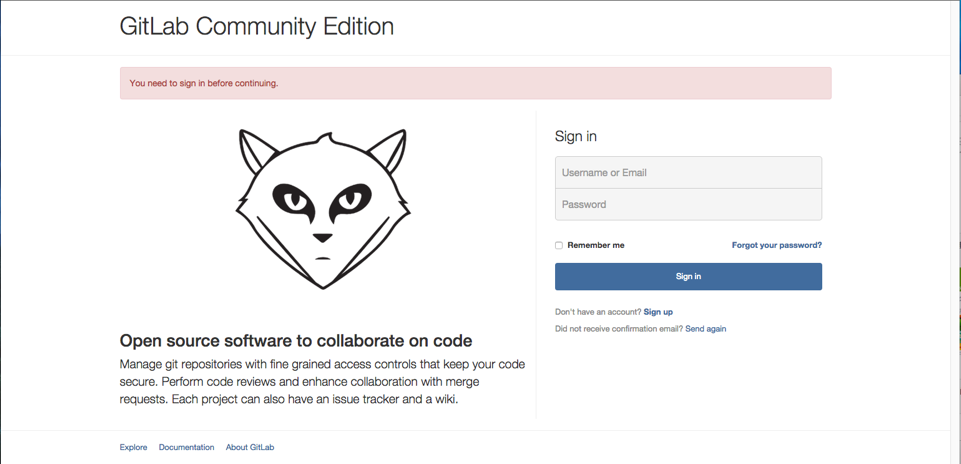 GitLab Community Edition
You need to sign in before continuing.
Sign in
Username or Email
Password
Remember me
Forgot your password?
Sign in
Don't have an account? Sign up
Did not receive confirmation email? Send again
Open source software to collaborate on code
Manage git repositories with fine grained access controls that keep your code
secure. Perform code reviews and enhance collaboration with merge
requests. Each project can also have an issue tracker and a wiki.
Explore Documentation About GitLab